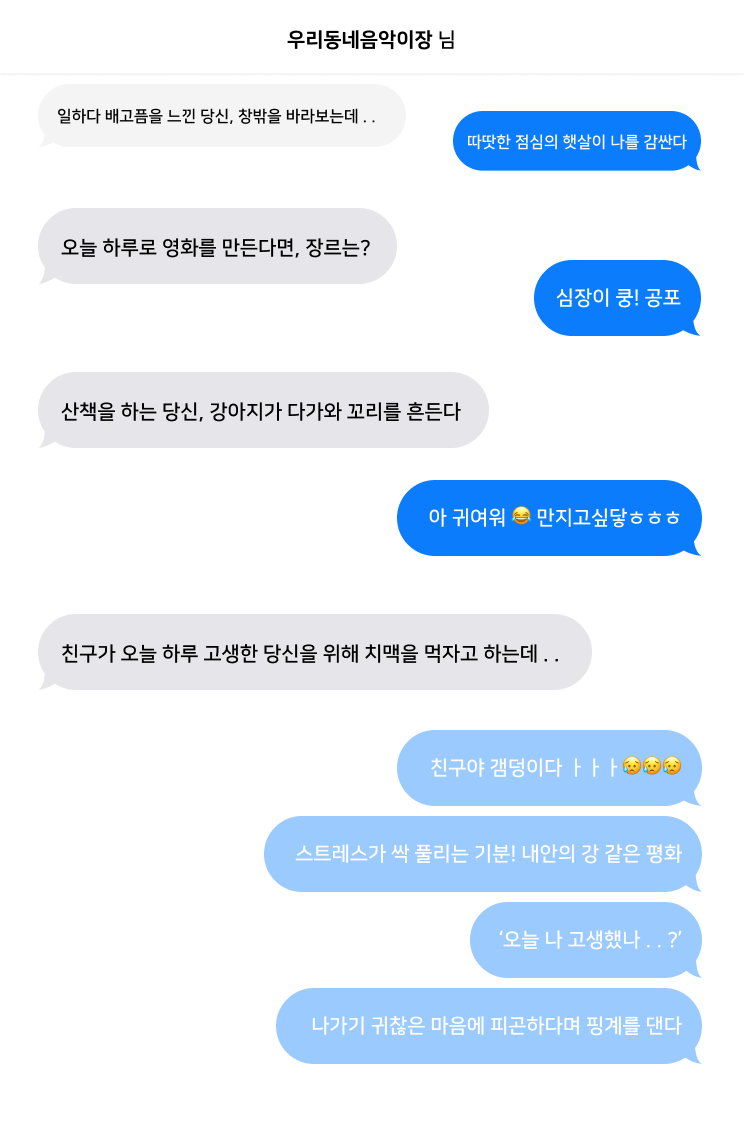 우리동네음악이장 님
일하다 배고픔을 느낀 당신, 창밖을 바라보는데 . .
따땃한 점심의 햇살이 나를 감싼다
오늘 하루로 영화를 만든다면, 장르는?
심장이 쿵! 공포
산책을 하는 당신, 강아지가 다가와 꼬리를 흔든다
아 귀여워 😂 만지고싶닿ㅎㅎㅎ
친구가 오늘 하루 고생한 당신을 위해 치맥을 먹자고 하는데 . .
친구야 갬덩이다 ㅏㅏㅏ😥😥😥
스트레스가 싹 풀리는 기분! 내안의 강 같은 평화
‘오늘 나 고생했나 . . ?’
나가기 귀찮은 마음에 피곤하다며 핑계를 댄다